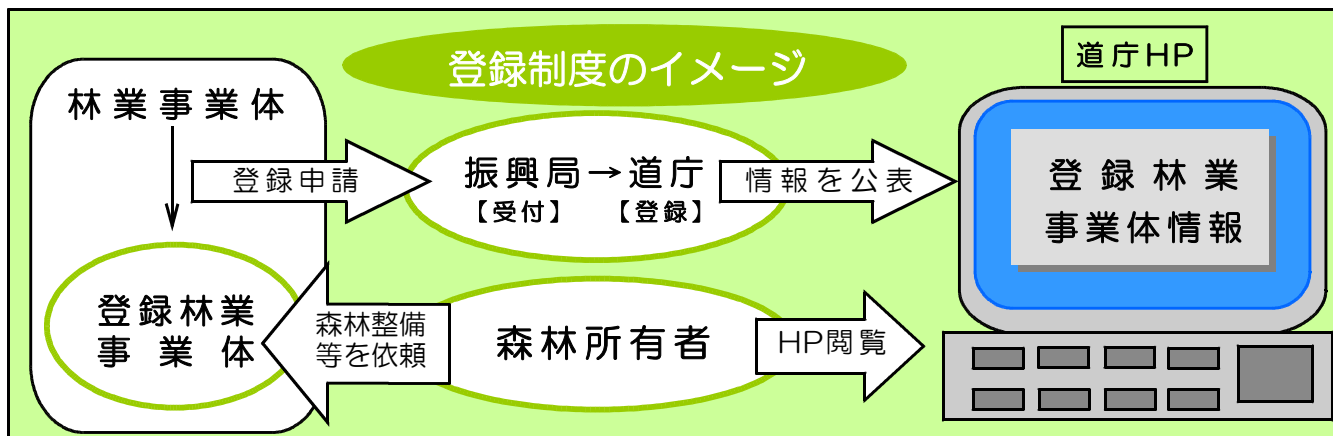 登録制度のイメージ
道庁HP
林業事業体
登録申請
振興局→道庁
【受付】 【登録】
情報を公表
登録林業
事業体情報
登録林業
事業体
森林整備
等を依頼
森林所有者
HP閲覧